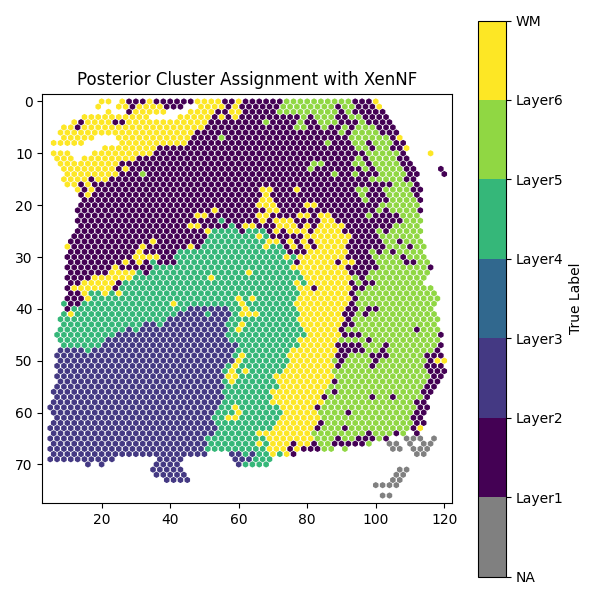 Posterior Cluster Assignment with XenNF
0
10
20
30
40
50
60
70
20
40
60
80
100
120
WM
Layer6
Layer5
Layer4
Layer3
Layer2
Layer1
NA
True Label